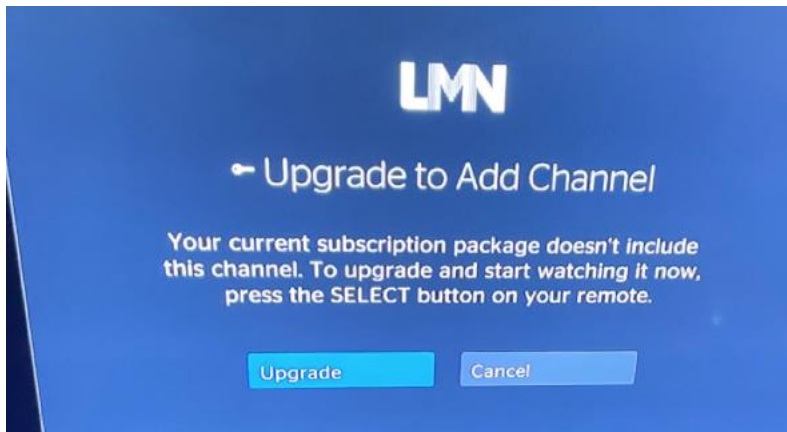 LMN
Upgrade to Add Channel
Your current subscription package doesn't include
this channel. To upgrade and start watching it now,
press the SELECT button on your remote.
Upgrade
Cancel